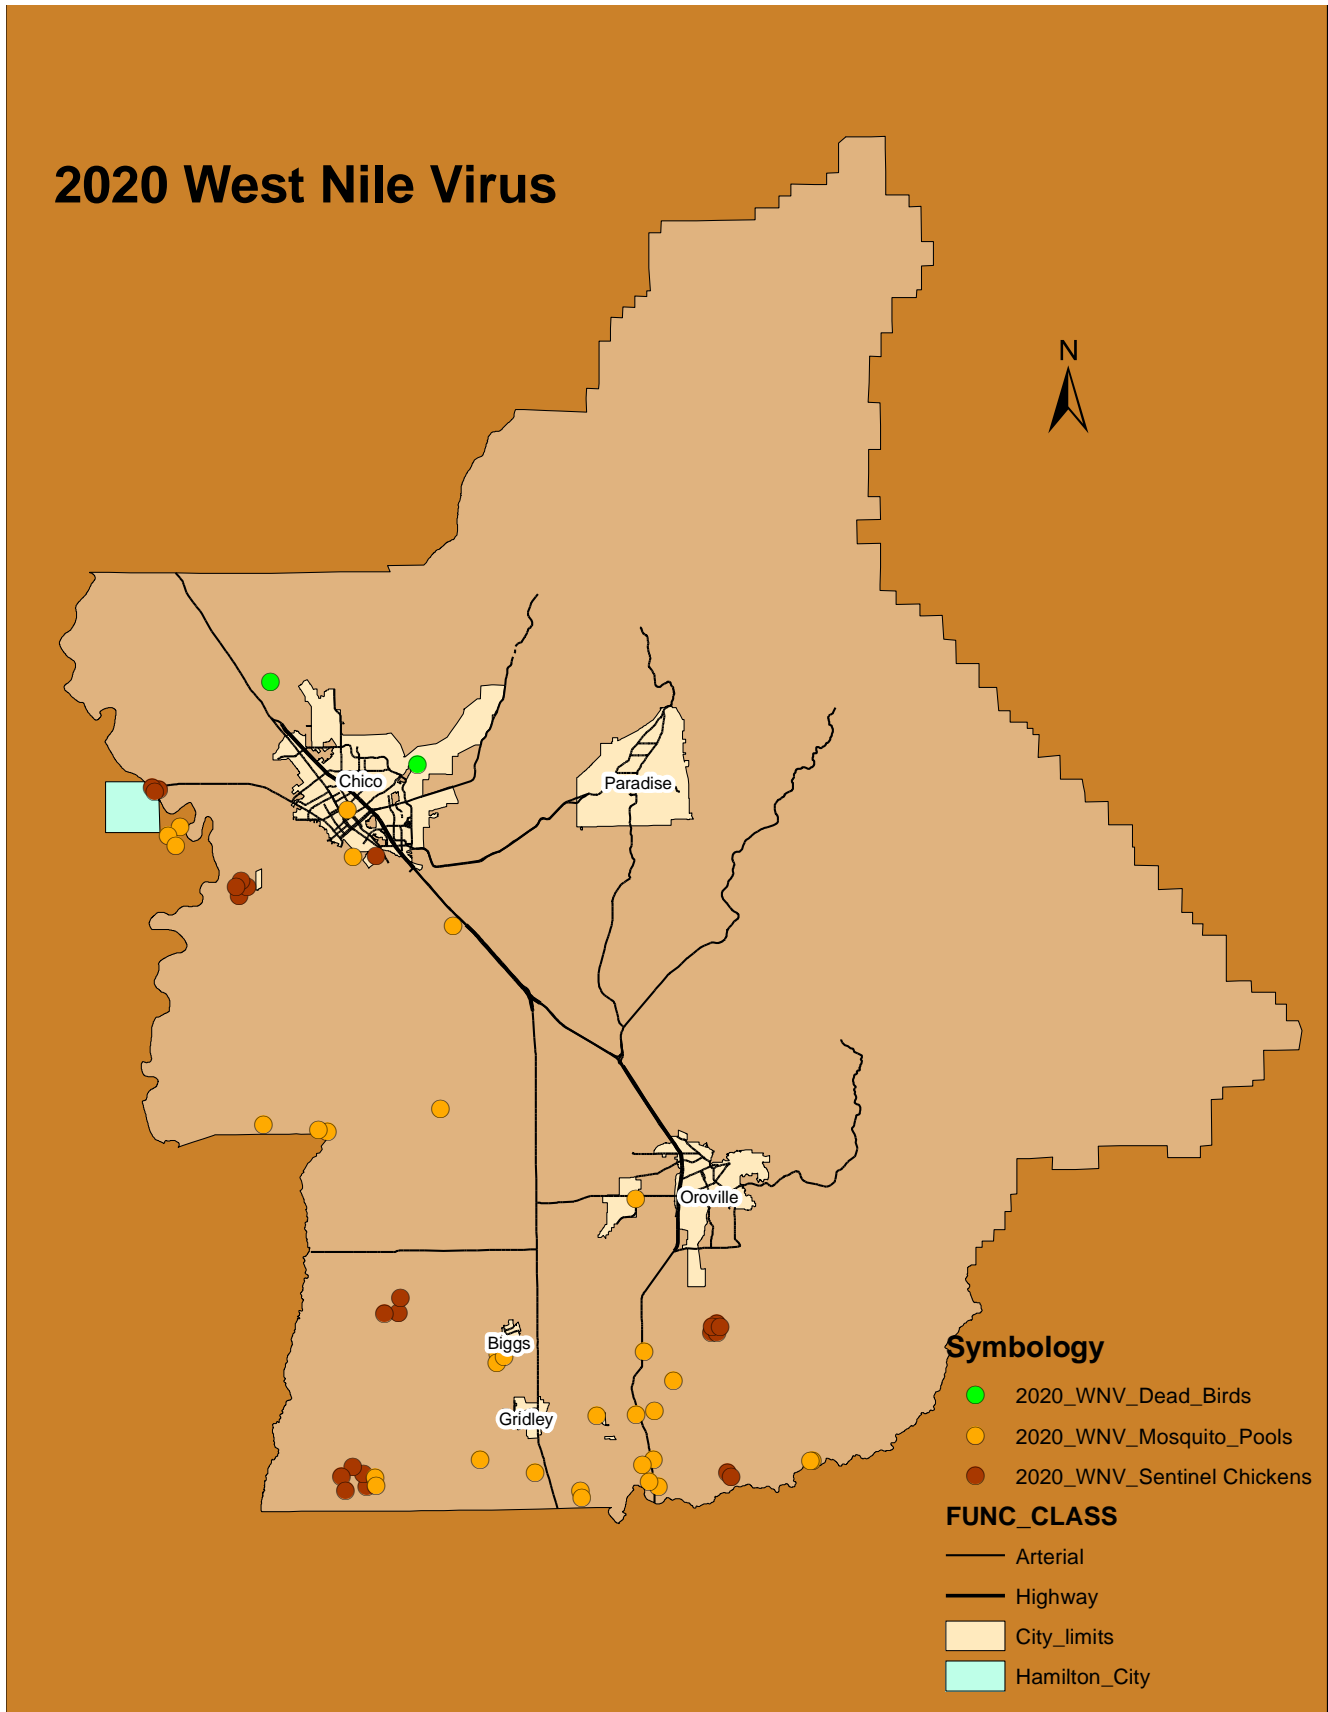 2020 West Nile Virus
N
Chico
Paradise
Oroville
Biggs
Gridley
Symbology
2020_WNV_Dead_Birds
2020_WNV_Mosquito_Pools
2020_WNV_Sentinel Chickens
FUNC_CLASS
Arterial
Highway
City_limits
Hamilton_City